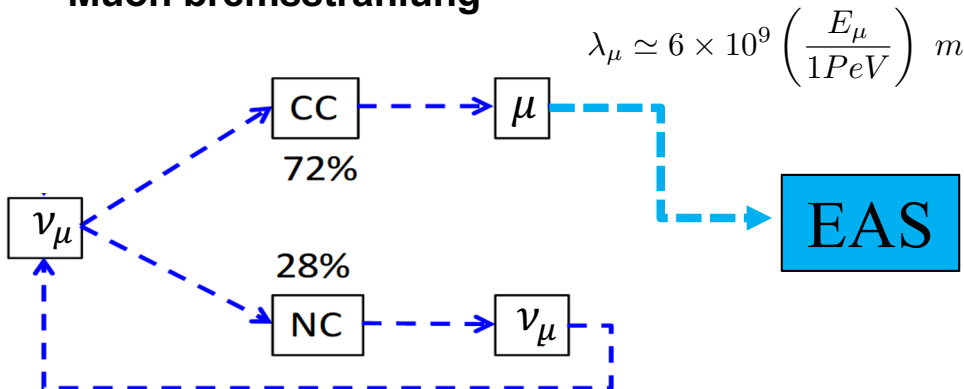 Muon bremsstrahlung
λ_μ ≃ 6 × 10^9 (E_μ / 1PeV) m
CC
μ
72%
ν_μ
EAS
28%
NC
ν_μ